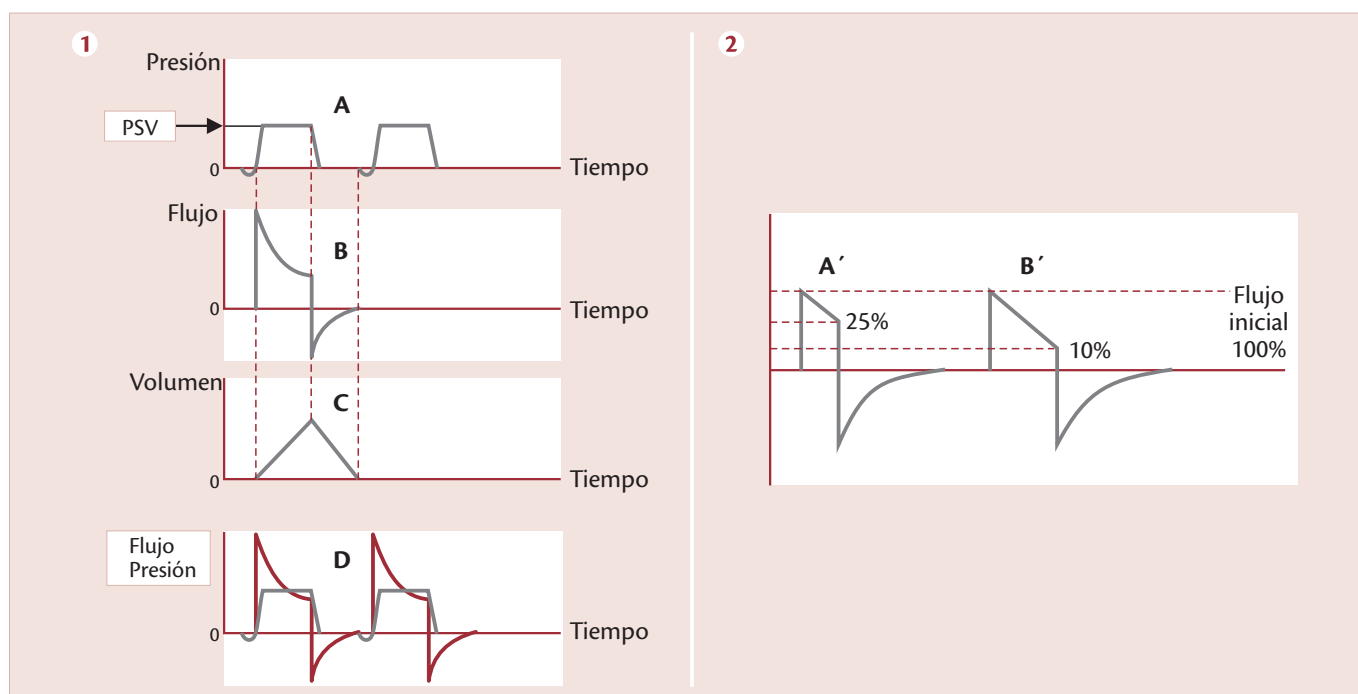 1
Presión
A
PSV
0
Tiempo
Flujo
B
0
Tiempo
Volumen
C
0
Tiempo
Flujo
Presión
D
0
Tiempo
2
A´
B´
25%
10%
Flujo
inicial
100%